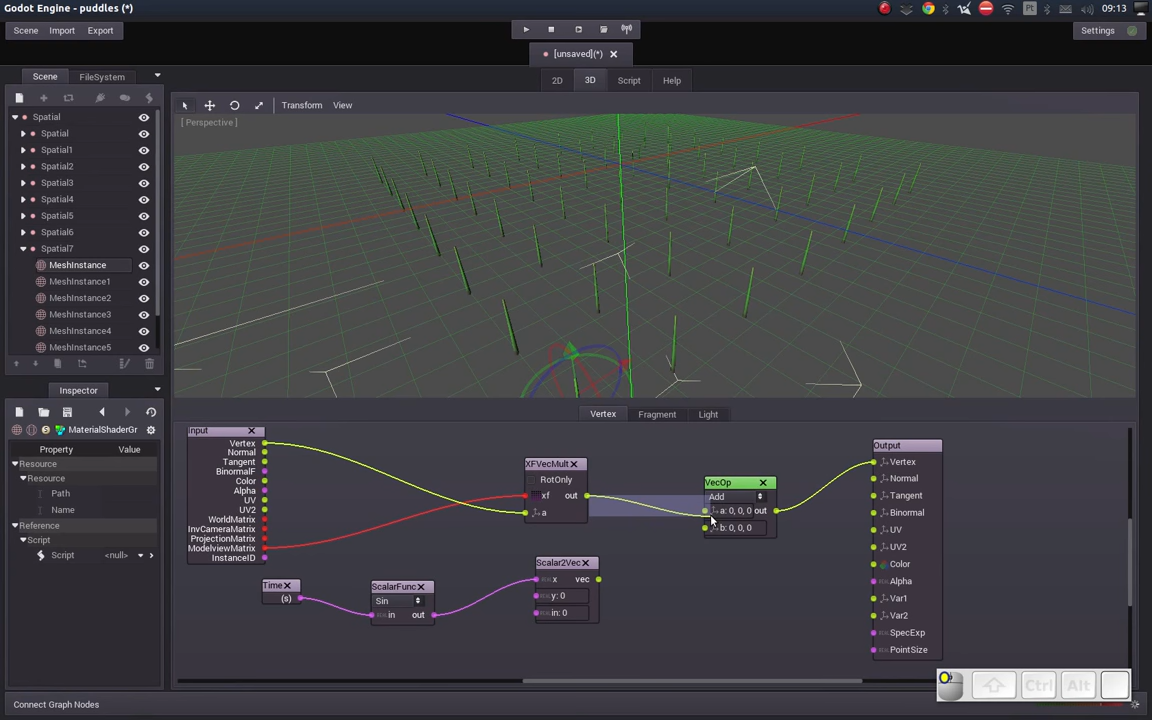 Godot Engine - puddles (*)
Pt
09:13
Scene Import Export
Settings
[unsaved](*)
Scene FileSystem
2D 3D Script Help
Transform View
[ Perspective ]
Spatial
Spatial
Spatial1
Spatial2
Spatial3
Spatial4
Spatial5
Spatial6
Spatial7
MeshInstance
MeshInstance1
MeshInstance2
MeshInstance3
MeshInstance4
MeshInstance5
Inspector
MaterialShaderGr
Property Value
Resource
Resource
Path
Name
Reference
Script
Script <null>
Vertex Fragment Light
Input
Vertex
Normal
Tangent
BinormalF
Color
Alpha
UV
UV2
WorldMatrix
InvCameraMatrix
ProjectionMatrix
ModelviewMatrix
InstanceID
Time
(s)
ScalarFunc
Sin
in out
XFVecMult
RotOnly
xf out
a
Scalar2Vec
x vec
y: 0
in: 0
VecOp
Add
a: 0, 0, 0 out
b: 0, 0, 0
Output
Vertex
Normal
Tangent
Binormal
UV
UV2
Color
Alpha
Var1
Var2
SpecExp
PointSize
Ctrl Alt
Connect Graph Nodes